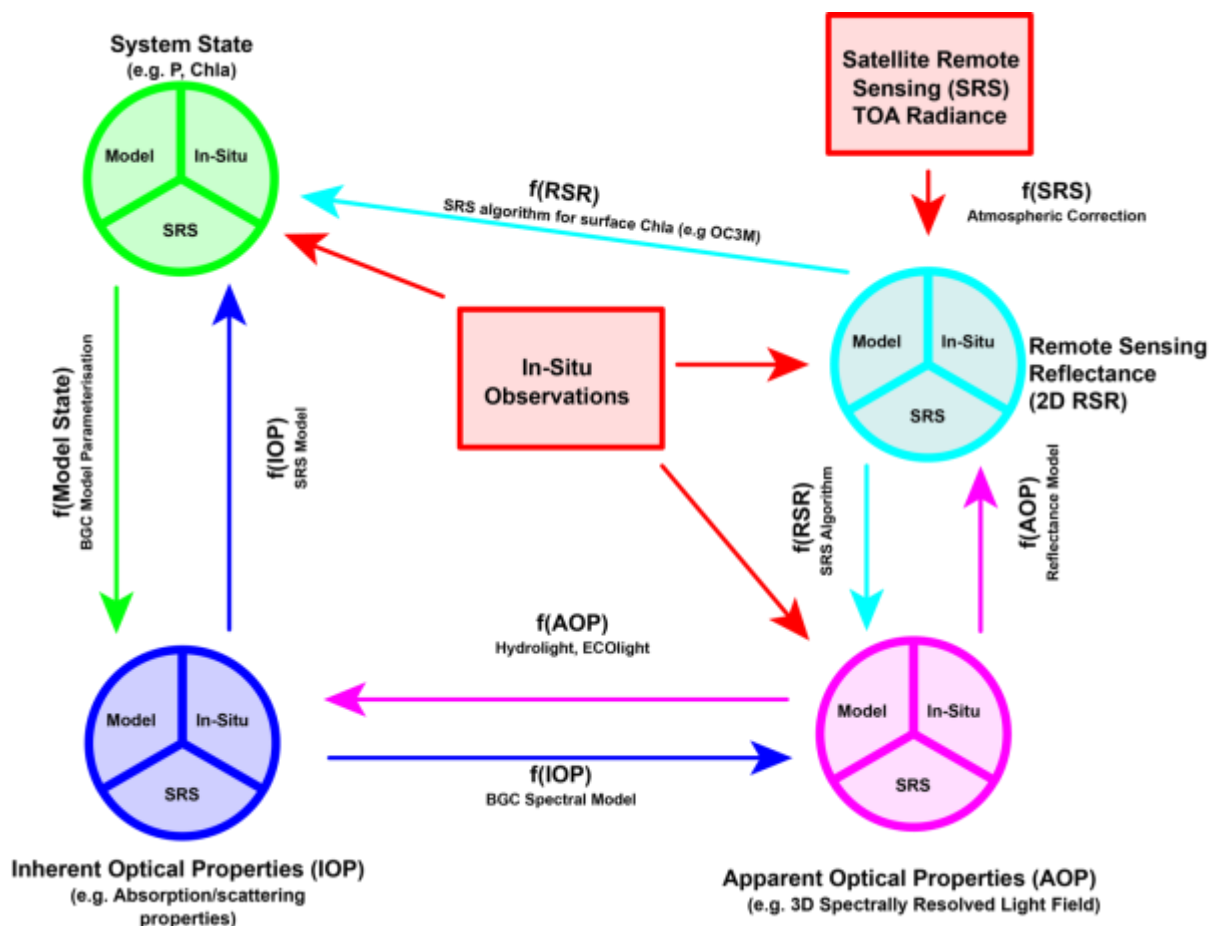 System State
(e.g. P, Chla)
Model
In-Situ
SRS
Satellite Remote
Sensing (SRS)
TOA Radiance
f(SRS)
Atmospheric Correction
f(RSR)
SRS algorithm for surface Chla (e.g OC3M)
In-Situ
Observations
Model
In-Situ
SRS
Remote Sensing
Reflectance
(2D RSR)
f(Model State)
BGC Model Parameterisation
f(IOP)
SRS Model
f(RSR)
SRS Algorithm
f(AOP)
Reflectance Model
f(AOP)
Hydrolight, ECOlight
Model
In-Situ
SRS
f(IOP)
BGC Spectral Model
Model
In-Situ
SRS
Inherent Optical Properties (IOP)
(e.g. Absorption/scattering
properties)
Apparent Optical Properties (AOP)
(e.g. 3D Spectrally Resolved Light Field)